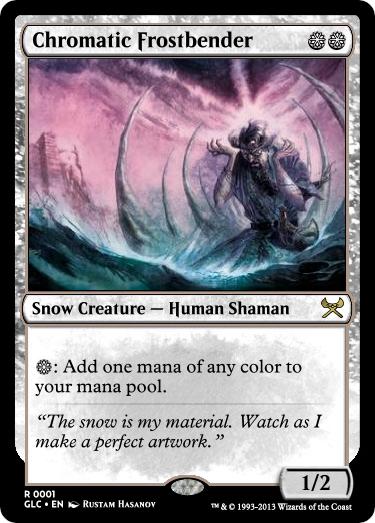 Chromatic Frostbender
Snow Creature — Human Shaman
: Add one mana of any color to
your mana pool.
“The snow is my material. Watch as I
make a perfect artwork.”
1/2
R 0001
GLC • EN Rustam Hasanov
™ & © 1993-2013 Wizards of the Coast